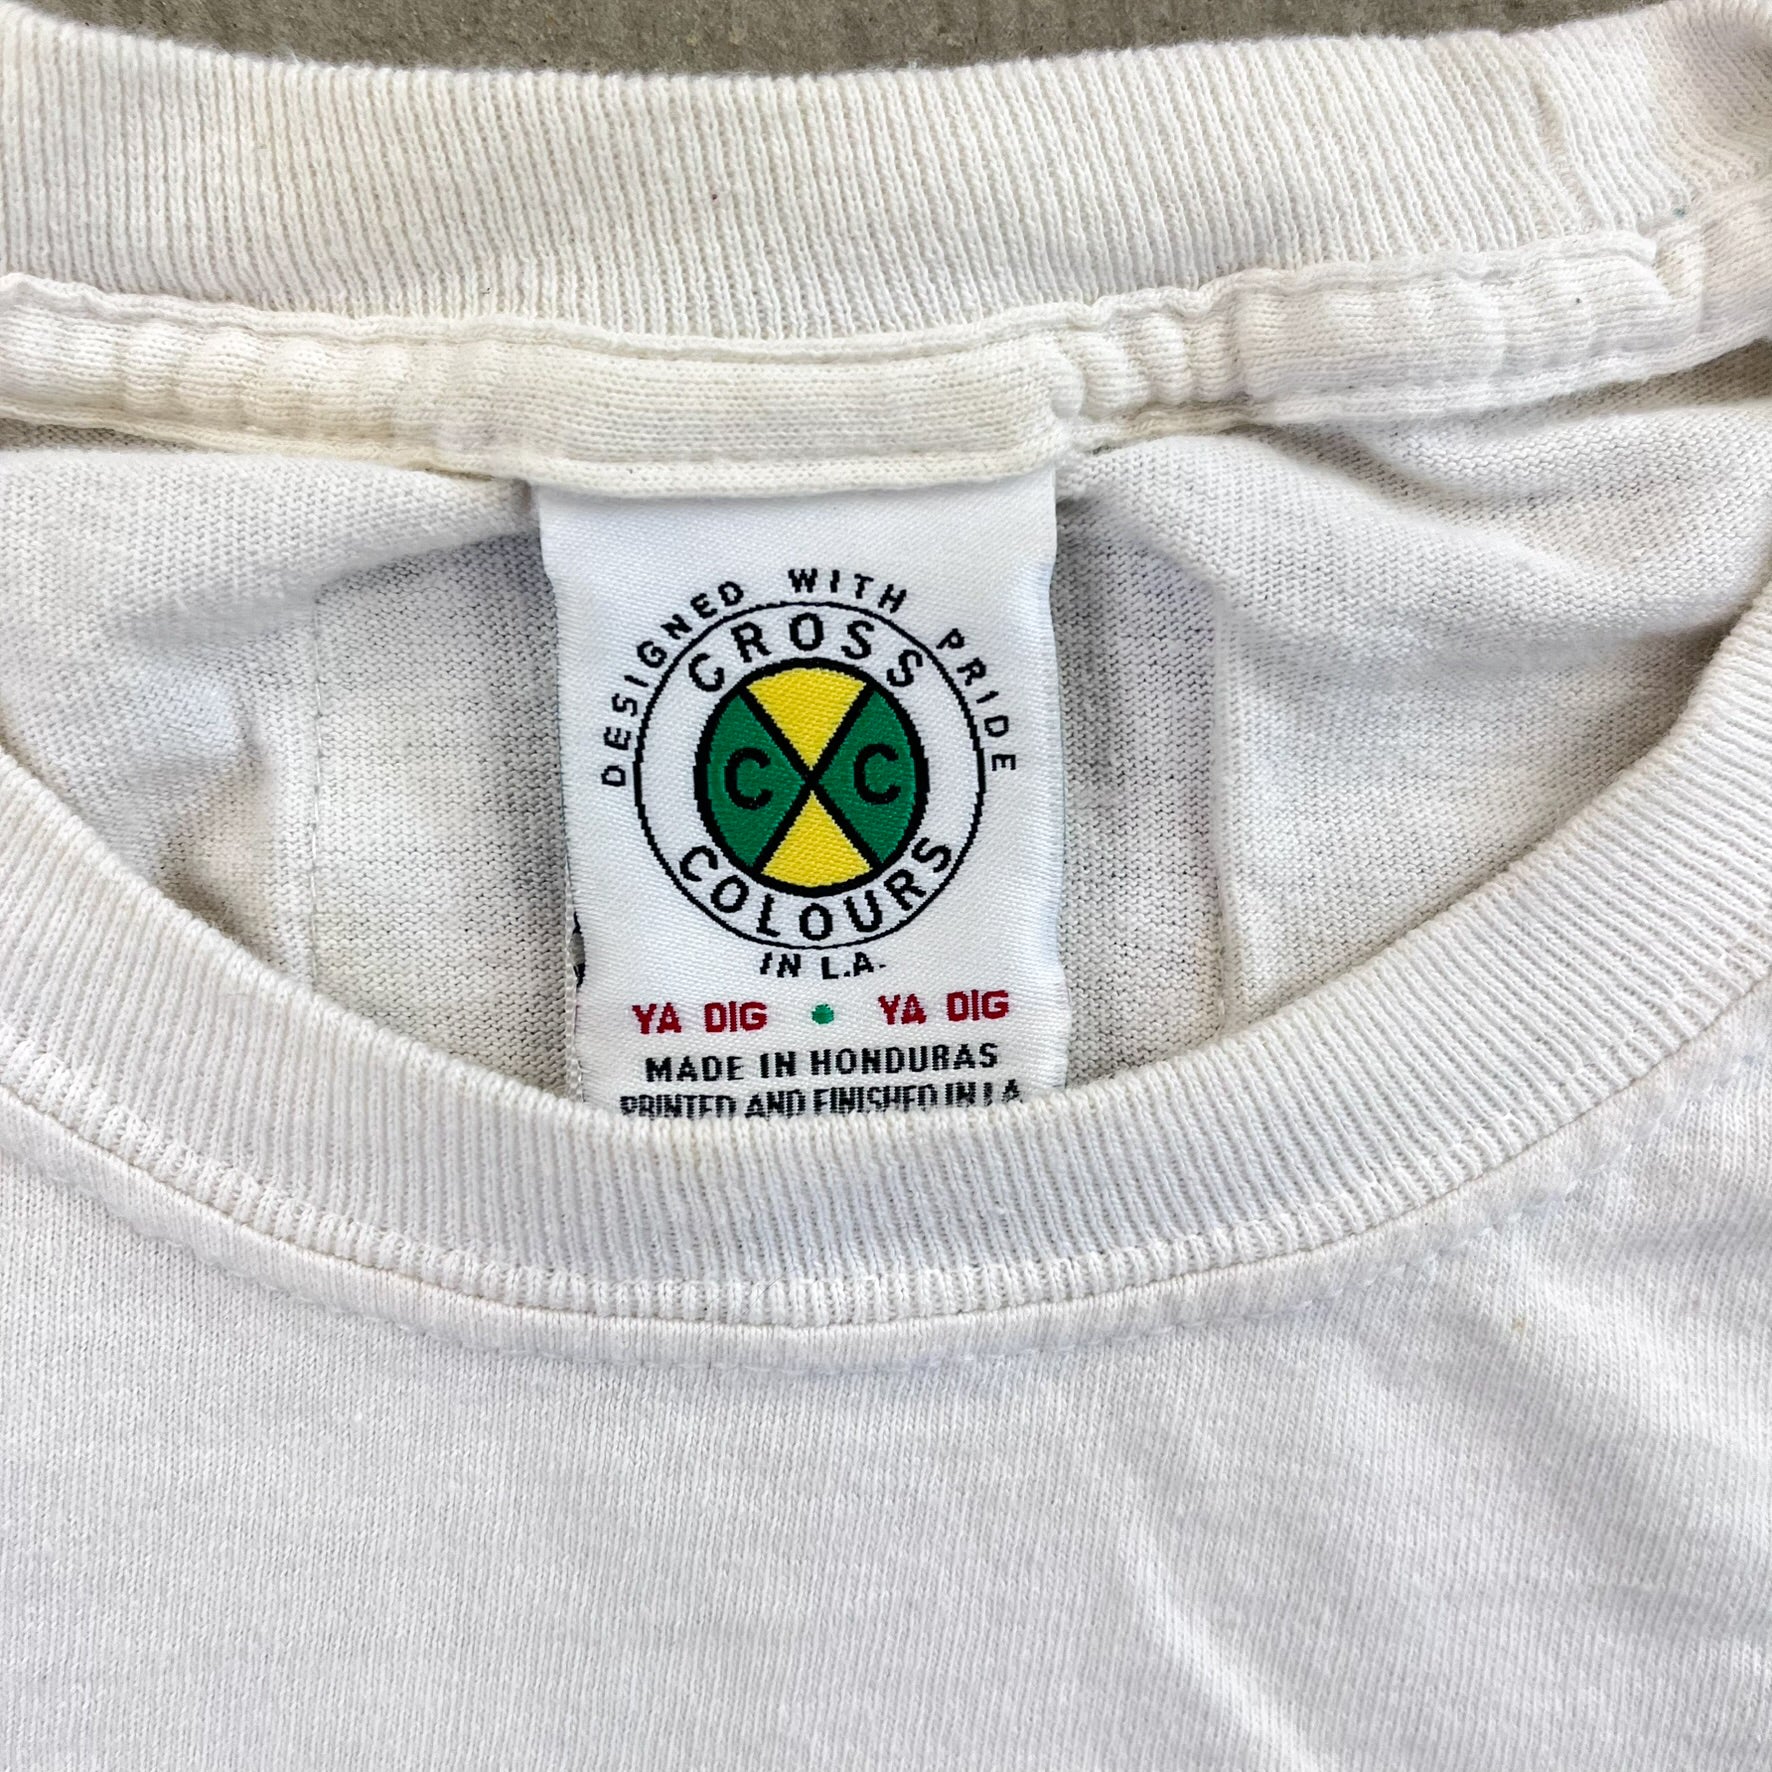 DESIGNED WITH PRIDE
CROSS
C C
COLOURS
IN L.A.
YA DIG • YA DIG
MADE IN HONDURAS
PRINTED AND FINISHED IN LA